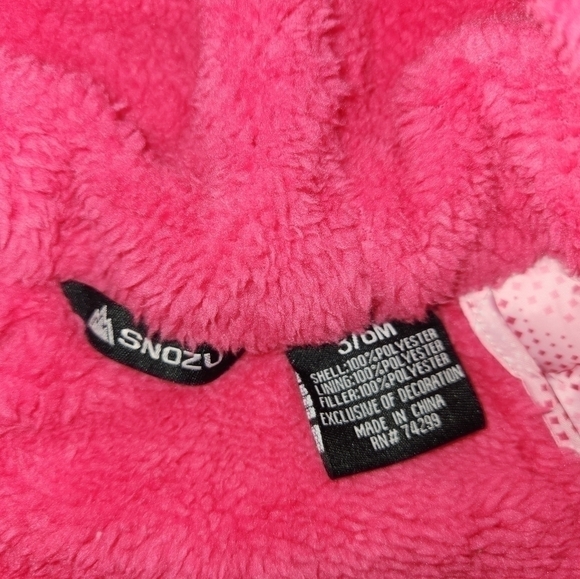 SNOZU
3/6M
SHELL:100%POLYESTER
LINING:100%POLYESTER
FILLER:100%POLYESTER
EXCLUSIVE OF DECORATION
MADE IN CHINA
RN# 74299